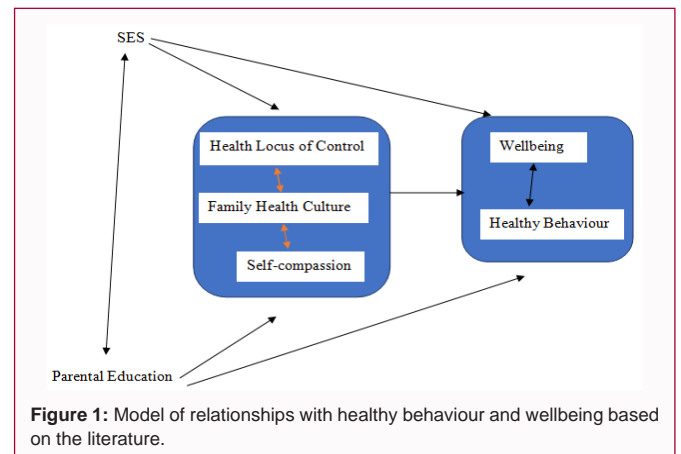 SES
Health Locus of Control
Wellbeing
Family Health Culture
Healthy Behaviour
Self-compassion
Parental Education
Figure 1: Model of relationships with healthy behaviour and wellbeing based
on the literature.